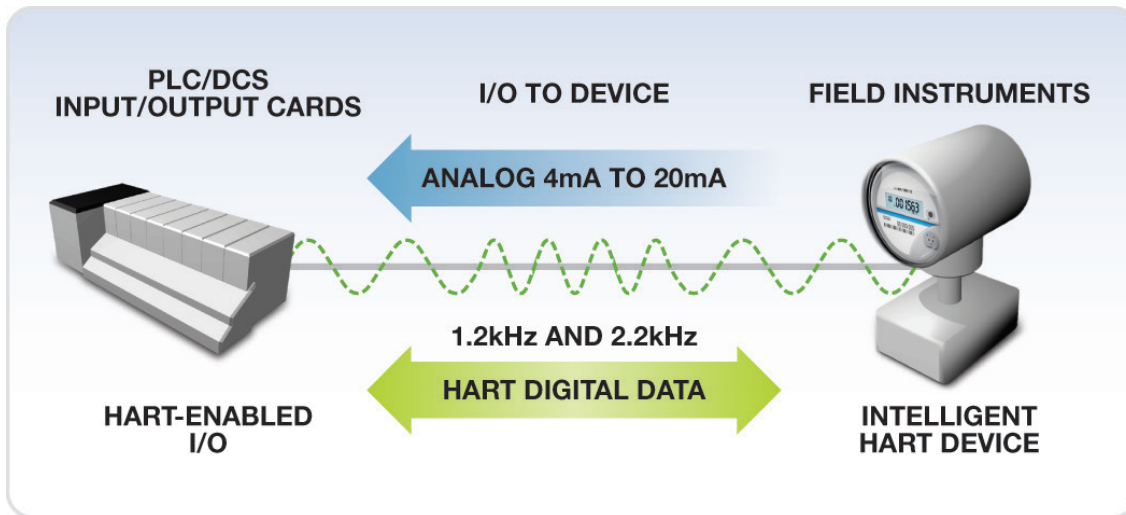 PLC/DCS
INPUT/OUTPUT CARDS
I/O TO DEVICE
FIELD INSTRUMENTS
ANALOG 4mA TO 20mA
1.2kHz AND 2.2kHz
HART DIGITAL DATA
HART-ENABLED
I/O
INTELLIGENT
HART DEVICE